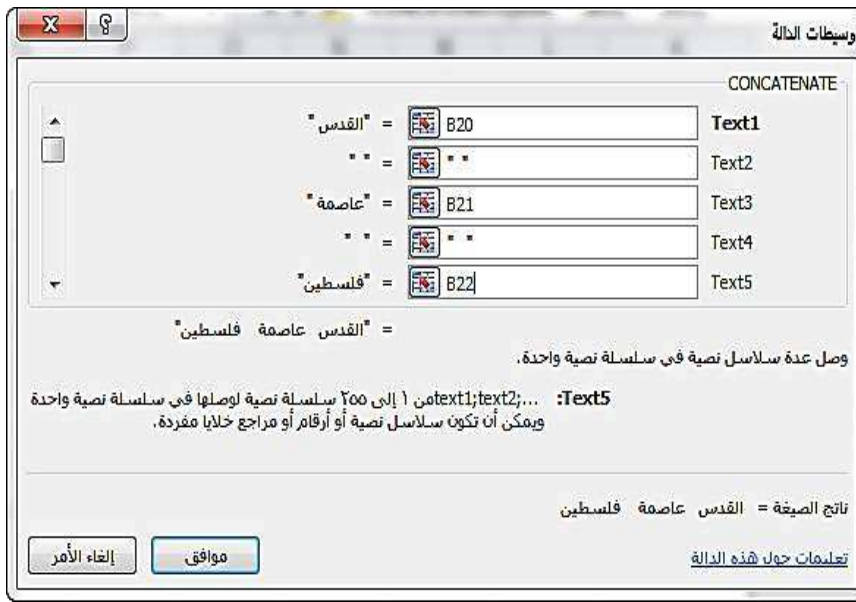 وسيطات الدالة
CONCATENATE
Text1 B20 = "القدس "
Text2 " " = " "
Text3 B21 = "عاصمة "
Text4 " " = " "
Text5 B22 = "فلسطين"
= "القدس  عاصمة  فلسطين"
وصل عدة سلاسل نصية في سلسلة نصية واحدة.
Text5: ...;text1;text2من ١ إلى ٢٥٥ سلسلة نصية لوصلها في سلسلة نصية واحدة
ويمكن أن تكون سلاسل نصية أو أرقام أو مراجع خلايا مفردة.
ناتج الصيغة = القدس  عاصمة  فلسطين
تعليمات حول هذه الدالة
موافق
إلغاء الأمر